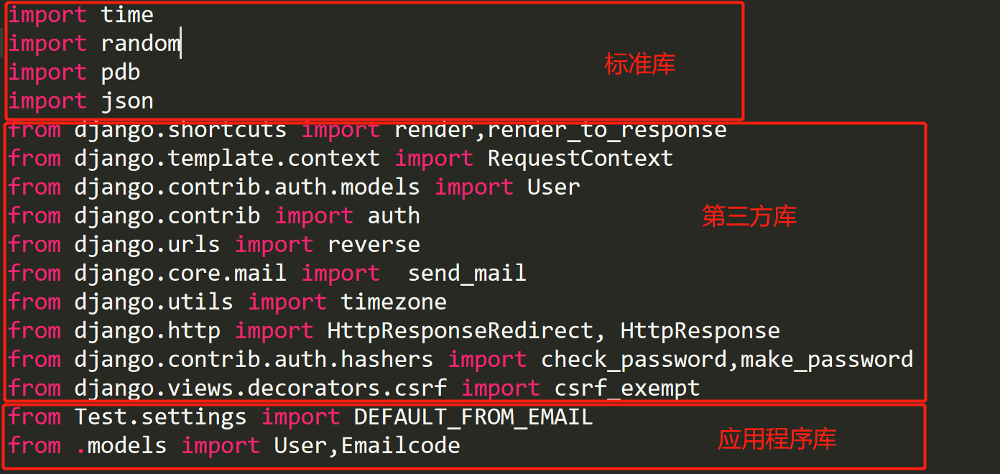 import time
import random
import pdb
标准库
import json
from django.shortcuts import render,render_to_response
from django.template.context import RequestContext
from django.contrib.auth.models import User
from django.contrib import auth
第三方库
from django.urls import reverse
from django.core.mail import  send_mail
from django.utils import timezone
from django.http import HttpResponseRedirect, HttpResponse
from django.contrib.auth.hashers import check_password,make_password
from django.views.decorators.csrf import csrf_exempt
from Test.settings import DEFAULT_FROM_EMAIL
from .models import User,Emailcode
应用程序库